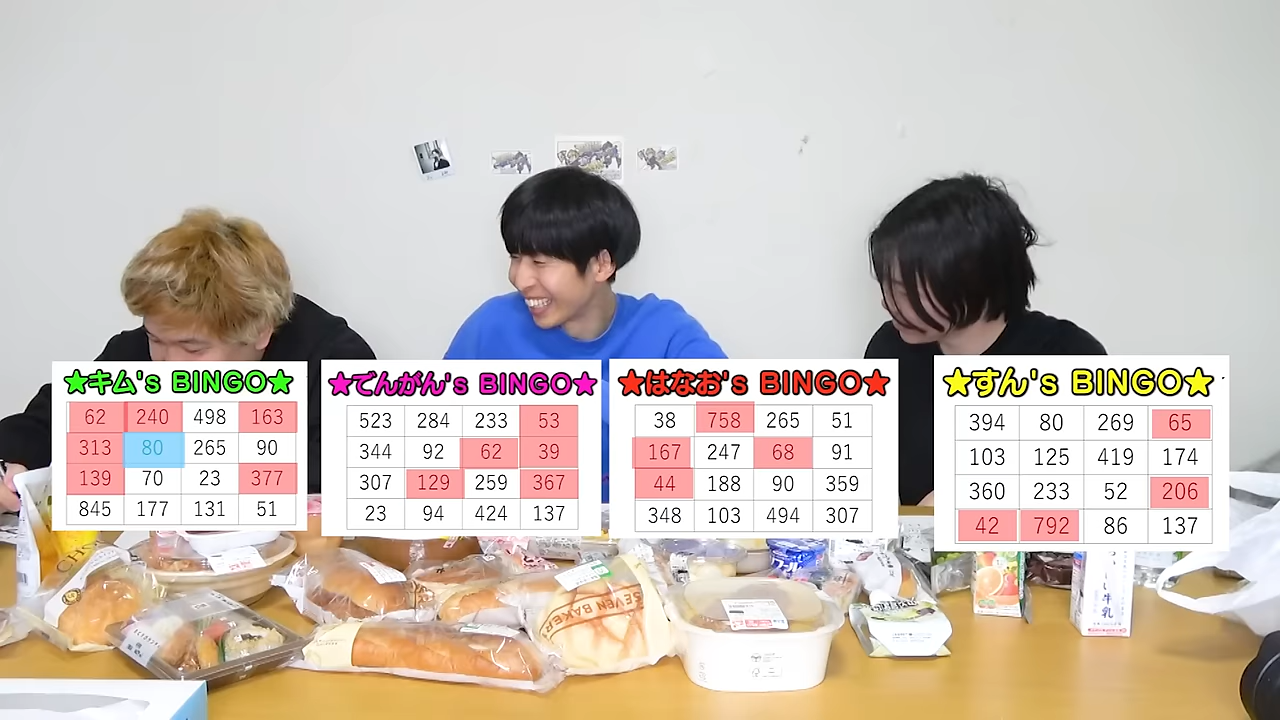 ★キム's BINGO★
62 240 498 163
313 80 265 90
139 70 23 377
845 177 131 51
★でんがん's BINGO★
523 284 233 53
344 92 62 39
307 129 259 367
23 94 424 137
★はなお's BINGO★
38 758 265 51
167 247 68 91
44 188 90 359
348 103 494 307
★すん's BINGO★
394 80 269 65
103 125 419 174
360 233 52 206
42 792 86 137
SEVEN BAKERY
牛乳